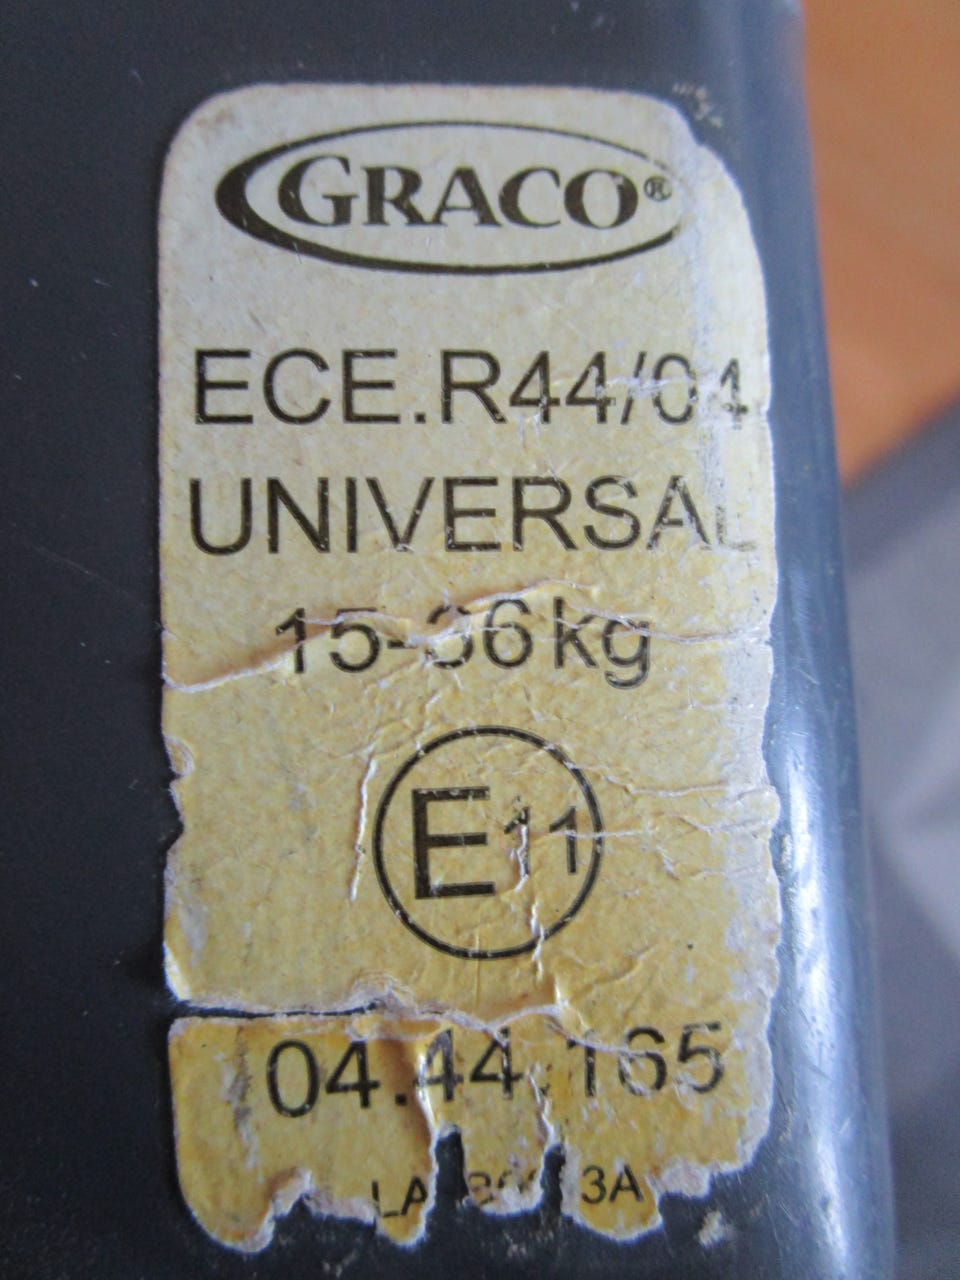 GRACO®
ECE.R44/04
UNIVERSAL
15-36 kg
E11
04.44.165